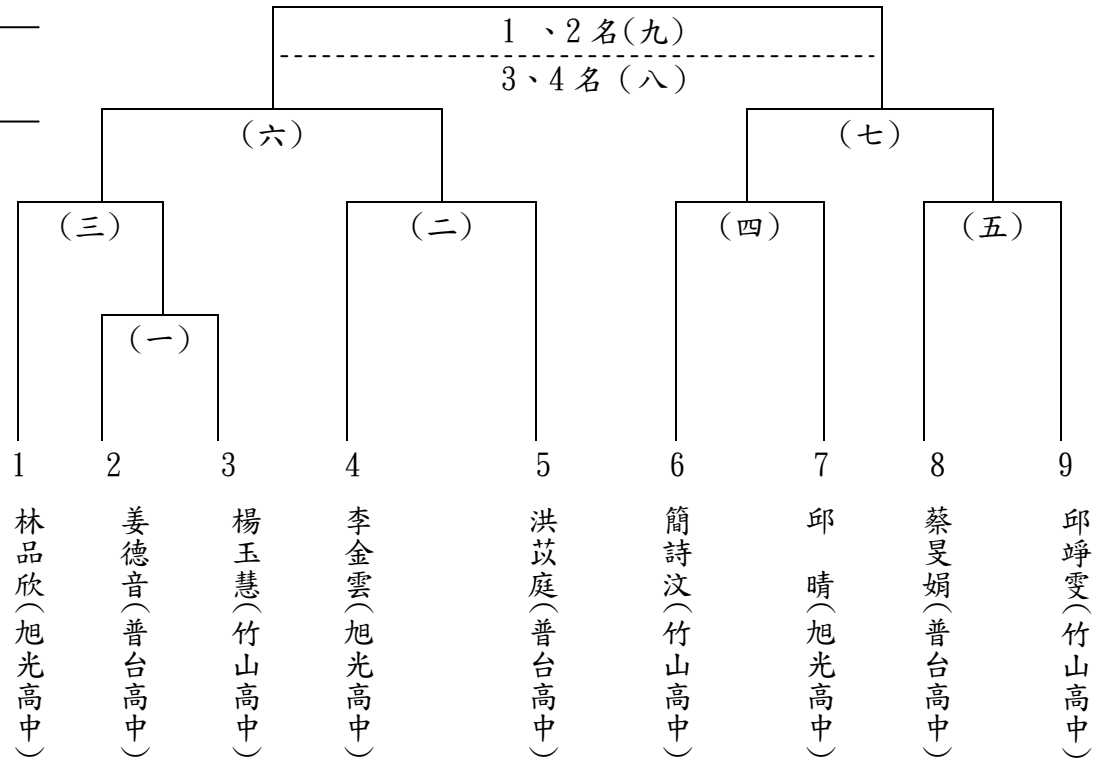 1 、2名(九)
3、4名(八)
(六)
(七)
(三)
(二)
(四)
(五)
(一)
1
2
3
4
5
6
7
8
9
林品欣(旭光高中)
姜德音(普台高中)
楊玉慧(竹山高中)
李金雲(旭光高中)
洪苡庭(普台高中)
簡詩汶(竹山高中)
邱 晴(旭光高中)
蔡旻娟(普台高中)
邱竫雯(竹山高中)